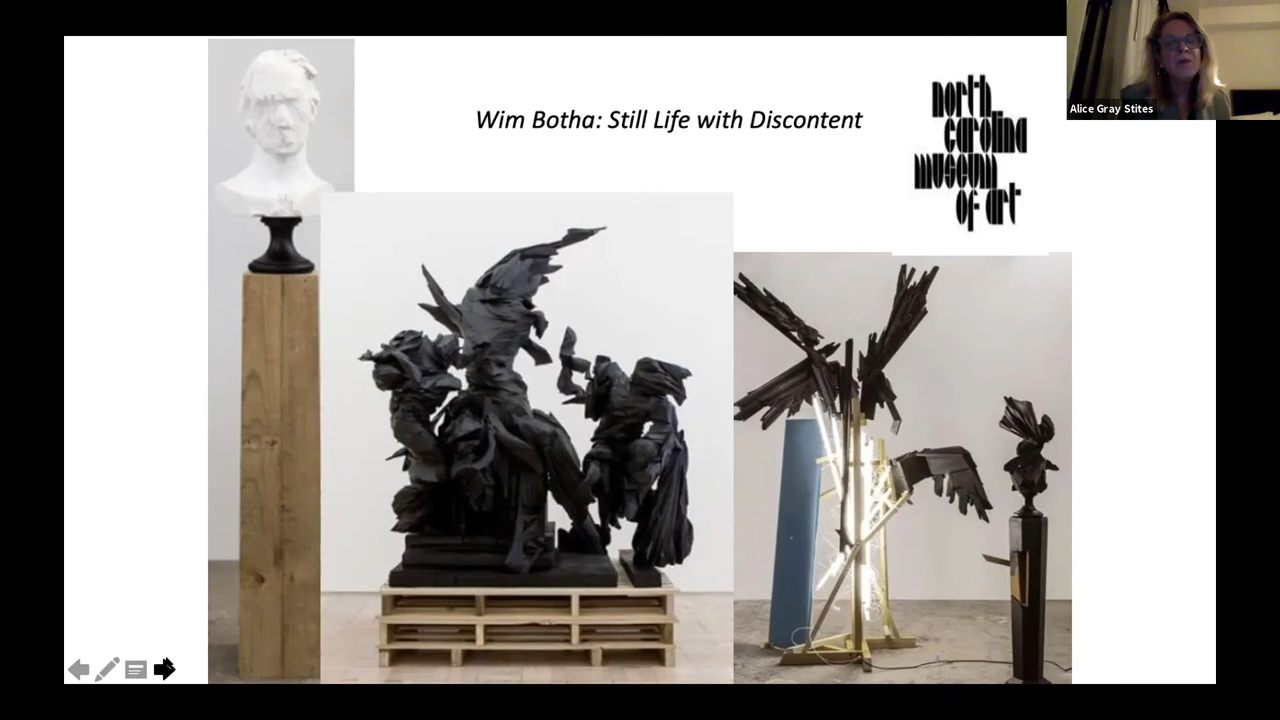 Wim Botha: Still Life with Discontent
north
carolina
museum
of art
Alice Gray Stites